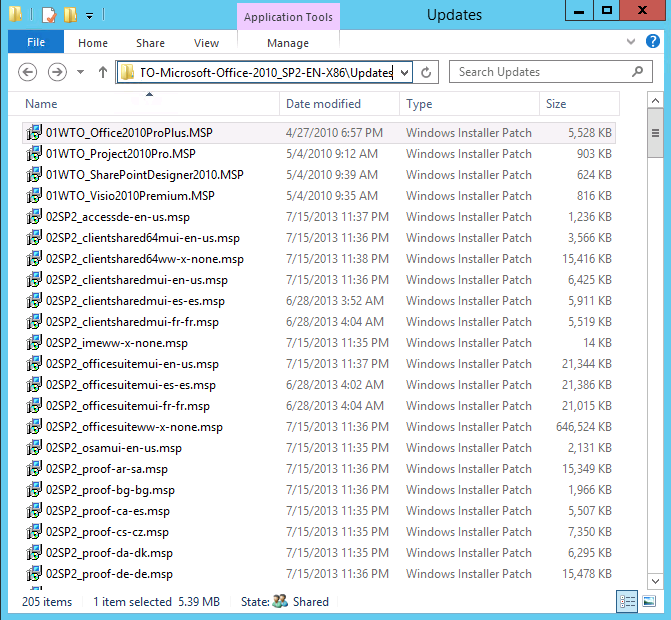 Application Tools
Updates
File Home Share View Manage
TO-Microsoft-Office-2010_SP2-EN-X86\Updates
Search Updates
Name Date modified Type Size
01WTO_Office2010ProPlus.MSP 4/27/2010 6:57 PM Windows Installer Patch 5,528 KB
01WTO_Project2010Pro.MSP 5/4/2010 9:12 AM Windows Installer Patch 903 KB
01WTO_SharePointDesigner2010.MSP 5/4/2010 9:39 AM Windows Installer Patch 624 KB
01WTO_Visio2010Premium.MSP 5/4/2010 9:35 AM Windows Installer Patch 816 KB
02SP2_accessde-en-us.msp 7/15/2013 11:37 PM Windows Installer Patch 1,236 KB
02SP2_clientshared64mui-en-us.msp 7/15/2013 11:36 PM Windows Installer Patch 3,566 KB
02SP2_clientshared64ww-x-none.msp 7/15/2013 11:38 PM Windows Installer Patch 15,416 KB
02SP2_clientsharedmui-en-us.msp 7/15/2013 11:36 PM Windows Installer Patch 6,425 KB
02SP2_clientsharedmui-es-es.msp 6/28/2013 3:52 AM Windows Installer Patch 5,911 KB
02SP2_clientsharedmui-fr-fr.msp 6/28/2013 4:04 AM Windows Installer Patch 5,519 KB
02SP2_imeww-x-none.msp 7/15/2013 11:35 PM Windows Installer Patch 14 KB
02SP2_officesuitemui-en-us.msp 7/15/2013 11:37 PM Windows Installer Patch 21,344 KB
02SP2_officesuitemui-es-es.msp 6/28/2013 4:02 AM Windows Installer Patch 21,386 KB
02SP2_officesuitemui-fr-fr.msp 6/28/2013 4:04 AM Windows Installer Patch 21,015 KB
02SP2_officesuiteww-x-none.msp 7/15/2013 11:36 PM Windows Installer Patch 646,524 KB
02SP2_osamui-en-us.msp 7/15/2013 11:35 PM Windows Installer Patch 2,131 KB
02SP2_proof-ar-sa.msp 7/15/2013 11:36 PM Windows Installer Patch 15,349 KB
02SP2_proof-bg-bg.msp 7/15/2013 11:36 PM Windows Installer Patch 1,966 KB
02SP2_proof-ca-es.msp 7/15/2013 11:36 PM Windows Installer Patch 5,507 KB
02SP2_proof-cs-cz.msp 7/15/2013 11:35 PM Windows Installer Patch 7,350 KB
02SP2_proof-da-dk.msp 7/15/2013 11:35 PM Windows Installer Patch 6,295 KB
02SP2_proof-de-de.msp 7/15/2013 11:36 PM Windows Installer Patch 15,478 KB
205 items 1 item selected 5.39 MB State: Shared